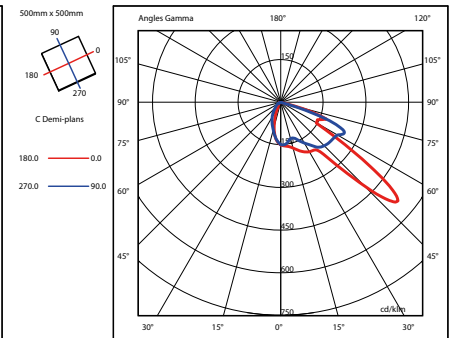 500mm x 500mm
90
0
180
270
C Demi-plans
180.0 0.0
270.0 90.0
Angles Gamma 180° 120°
105° 150 105°
90° 90°
75° 150 75°
60° 300 60°
45° 450 45°
600
750 cd/klm
30° 15° 0° 15° 30°